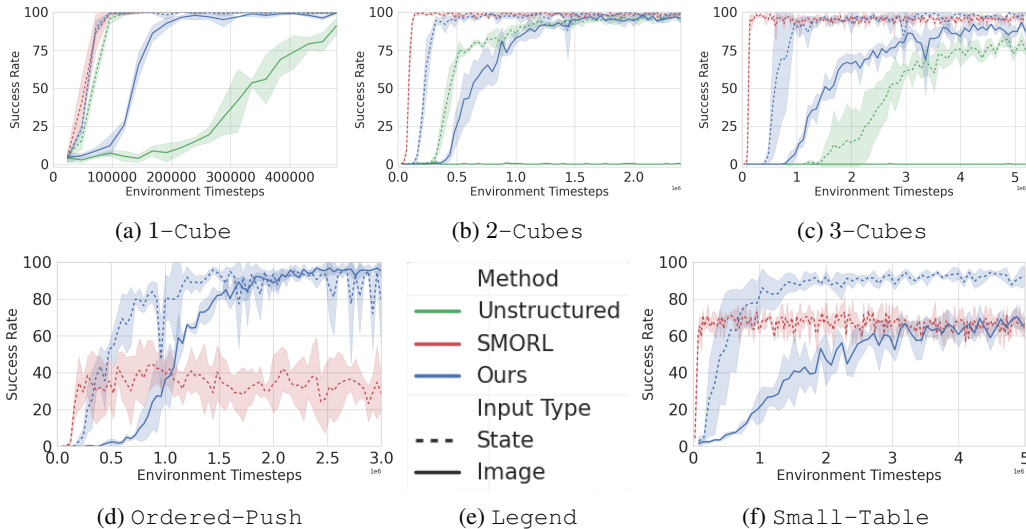 100
75
50
25
0
Success Rate
0
100000
200000
300000
400000
Environment Timesteps
(a) 1-Cube
100
75
50
25
0
Success Rate
0.0
0.5
1.0
1.5
2.0
1e6
Environment Timesteps
(b) 2-Cubes
100
75
50
25
0
Success Rate
0
1
2
3
4
5
1e6
Environment Timesteps
(c) 3-Cubes
100
80
60
40
20
0
Success Rate
0.0
0.5
1.0
1.5
2.0
2.5
3.0
1e6
Environment Timesteps
(d) Ordered-Push
Method
Unstructured
SMORL
Ours
Input Type
State
Image
(e) Legend
100
80
60
40
20
0
Success Rate
0
1
2
3
4
5
1e6
Environment Timesteps
(f) Small-Table